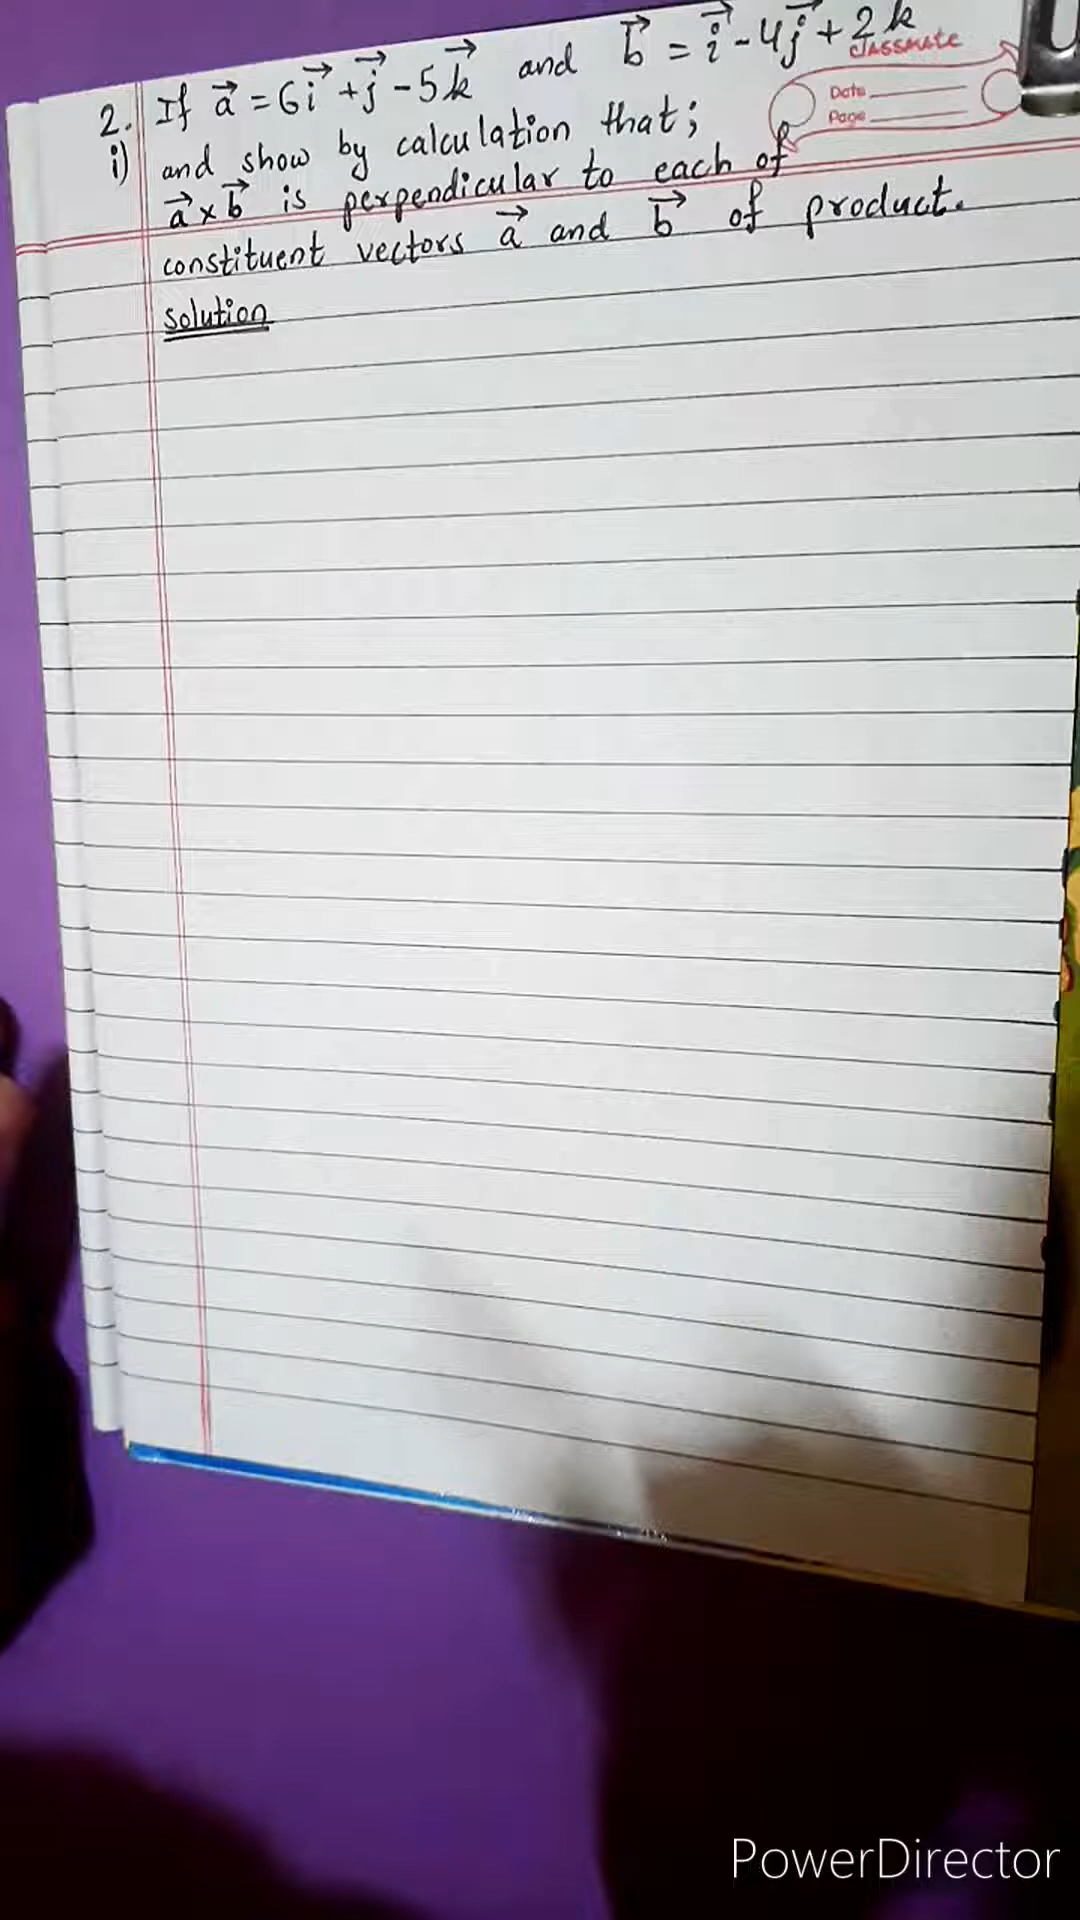 2. If a⃗ = 6i⃗ + j⃗ - 5k⃗ and b⃗ = i⃗ - 4j⃗ + 2k
classmate
Date
Page
i) and show by calculation that;
a⃗ x b⃗ is perpendicular to each of
constituent vectors a⃗ and b⃗ of product.
solution
PowerDirector